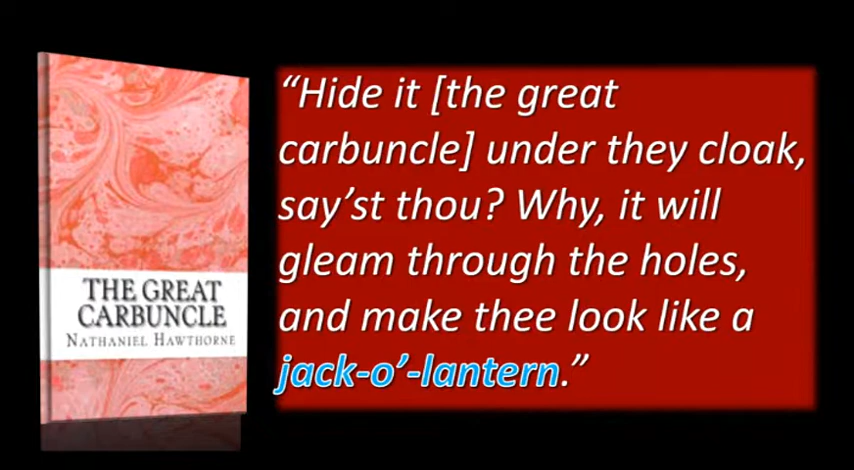 THE GREAT
CARBUNCLE
NATHANIEL HAWTHORNE
“Hide it [the great
carbuncle] under they cloak,
say’st thou? Why, it will
gleam through the holes,
and make thee look like a
jack-o’-lantern.”